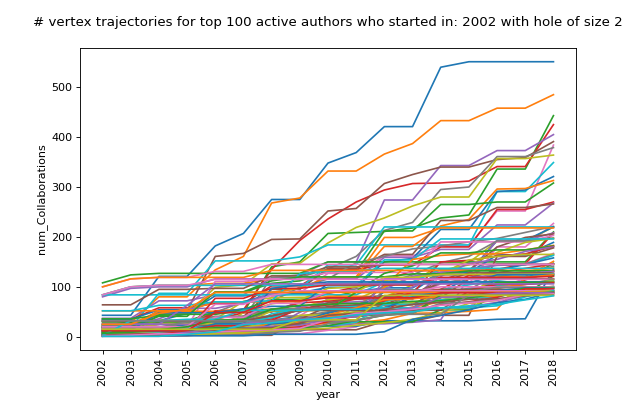 # vertex trajectories for top 100 active authors who started in: 2002 with hole of size 2
num_Collaborations
500
400
300
200
100
0
2002 2003 2004 2005 2006 2007 2008 2009 2010 2011 2012 2013 2014 2015 2016 2017 2018
year